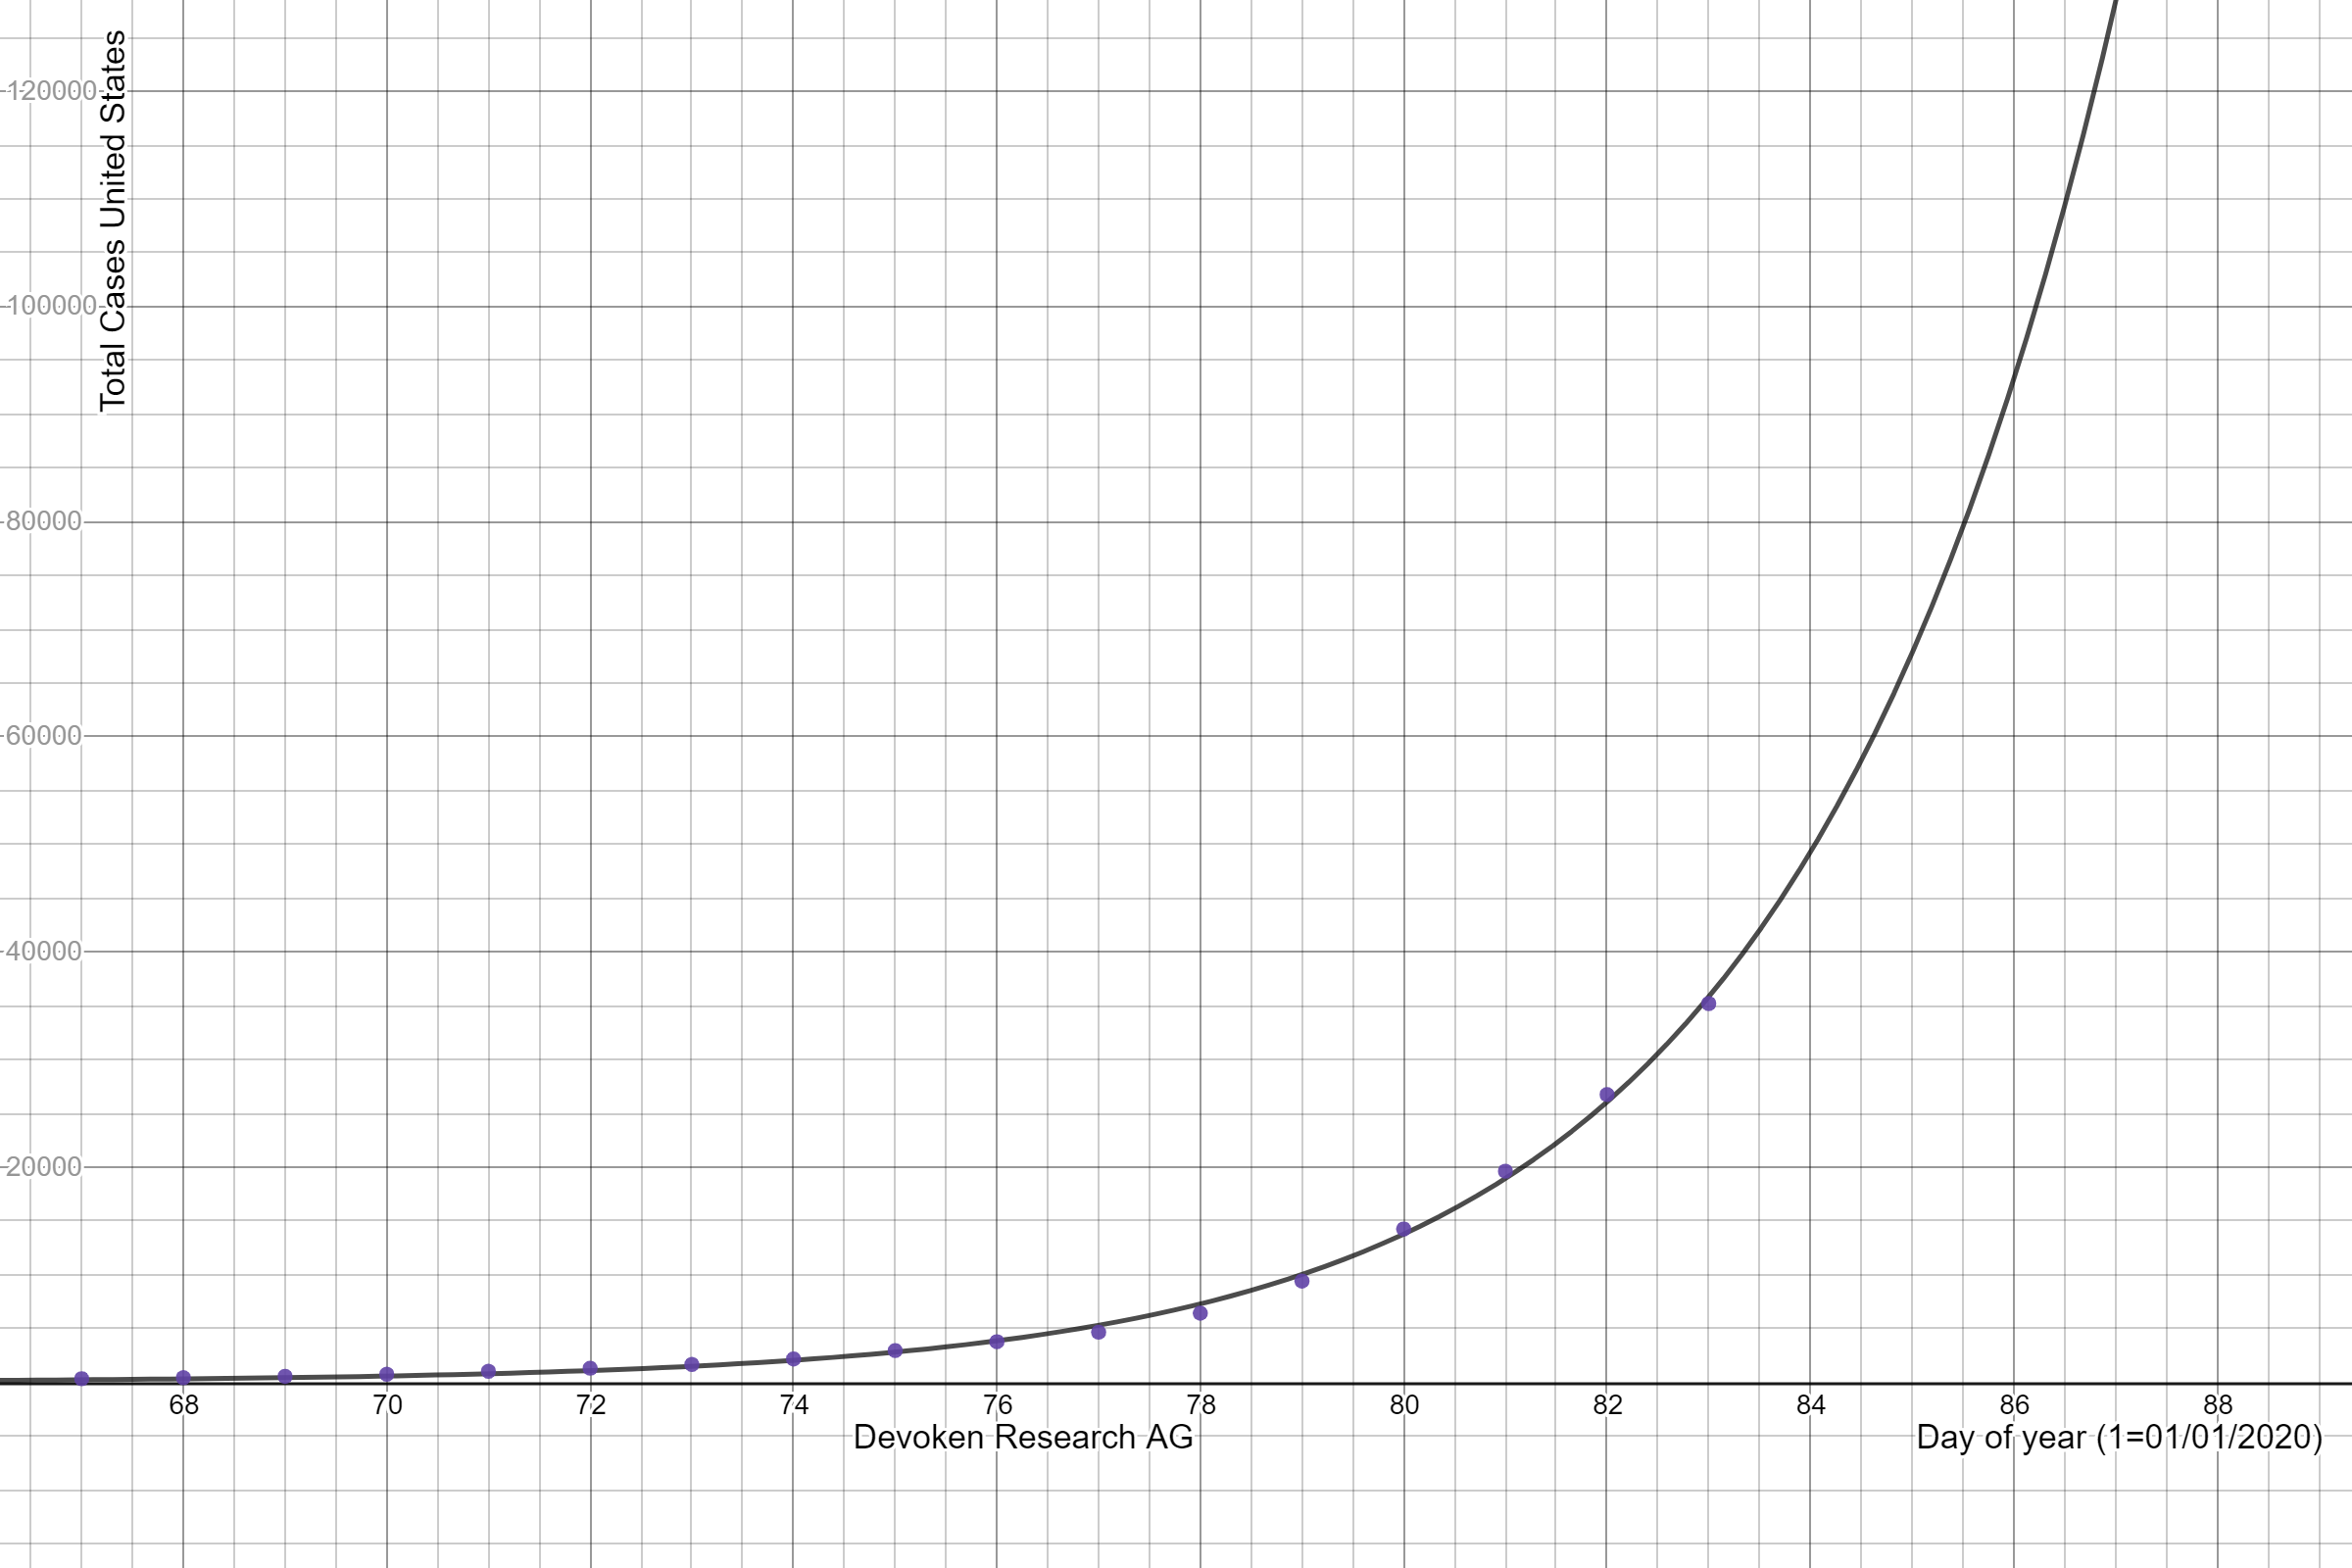 Total Cases United States
120000
100000
80000
60000
40000
20000
68 70 72 74 76 78 80 82 84 86 88
Devoken Research AG
Day of year (1=01/01/2020)